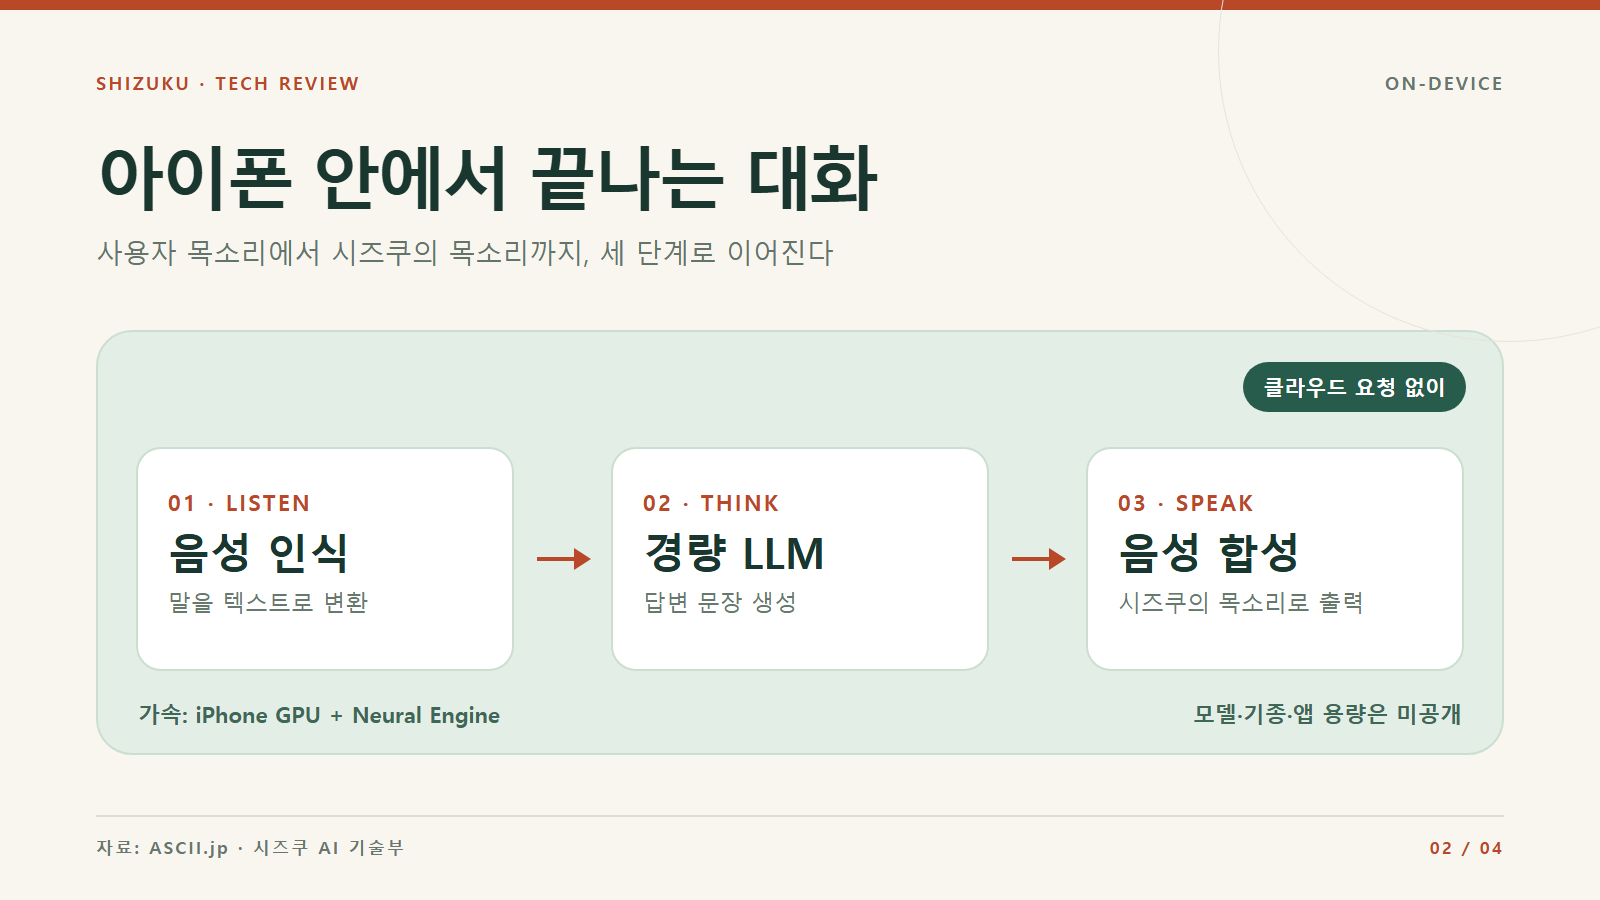 SHIZUKU · TECH REVIEW
ON-DEVICE
아이폰 안에서 끝나는 대화
사용자 목소리에서 시즈쿠의 목소리까지, 세 단계로 이어진다
클라우드 요청 없이
01 · LISTEN
음성 인식
말을 텍스트로 변환
02 · THINK
경량 LLM
답변 문장 생성
03 · SPEAK
음성 합성
시즈쿠의 목소리로 출력
가속: iPhone GPU + Neural Engine
모델·기종·앱 용량은 미공개
자료: ASCII.jp · 시즈쿠 AI 기술부
02 / 04